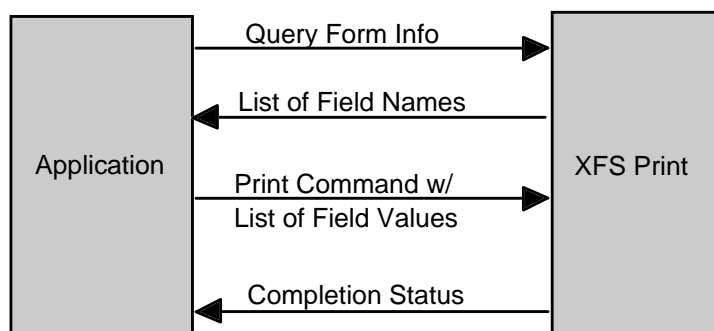 Query Form Info
List of Field Names
Application
XFS Print
Print Command w/
List of Field Values
Completion Status